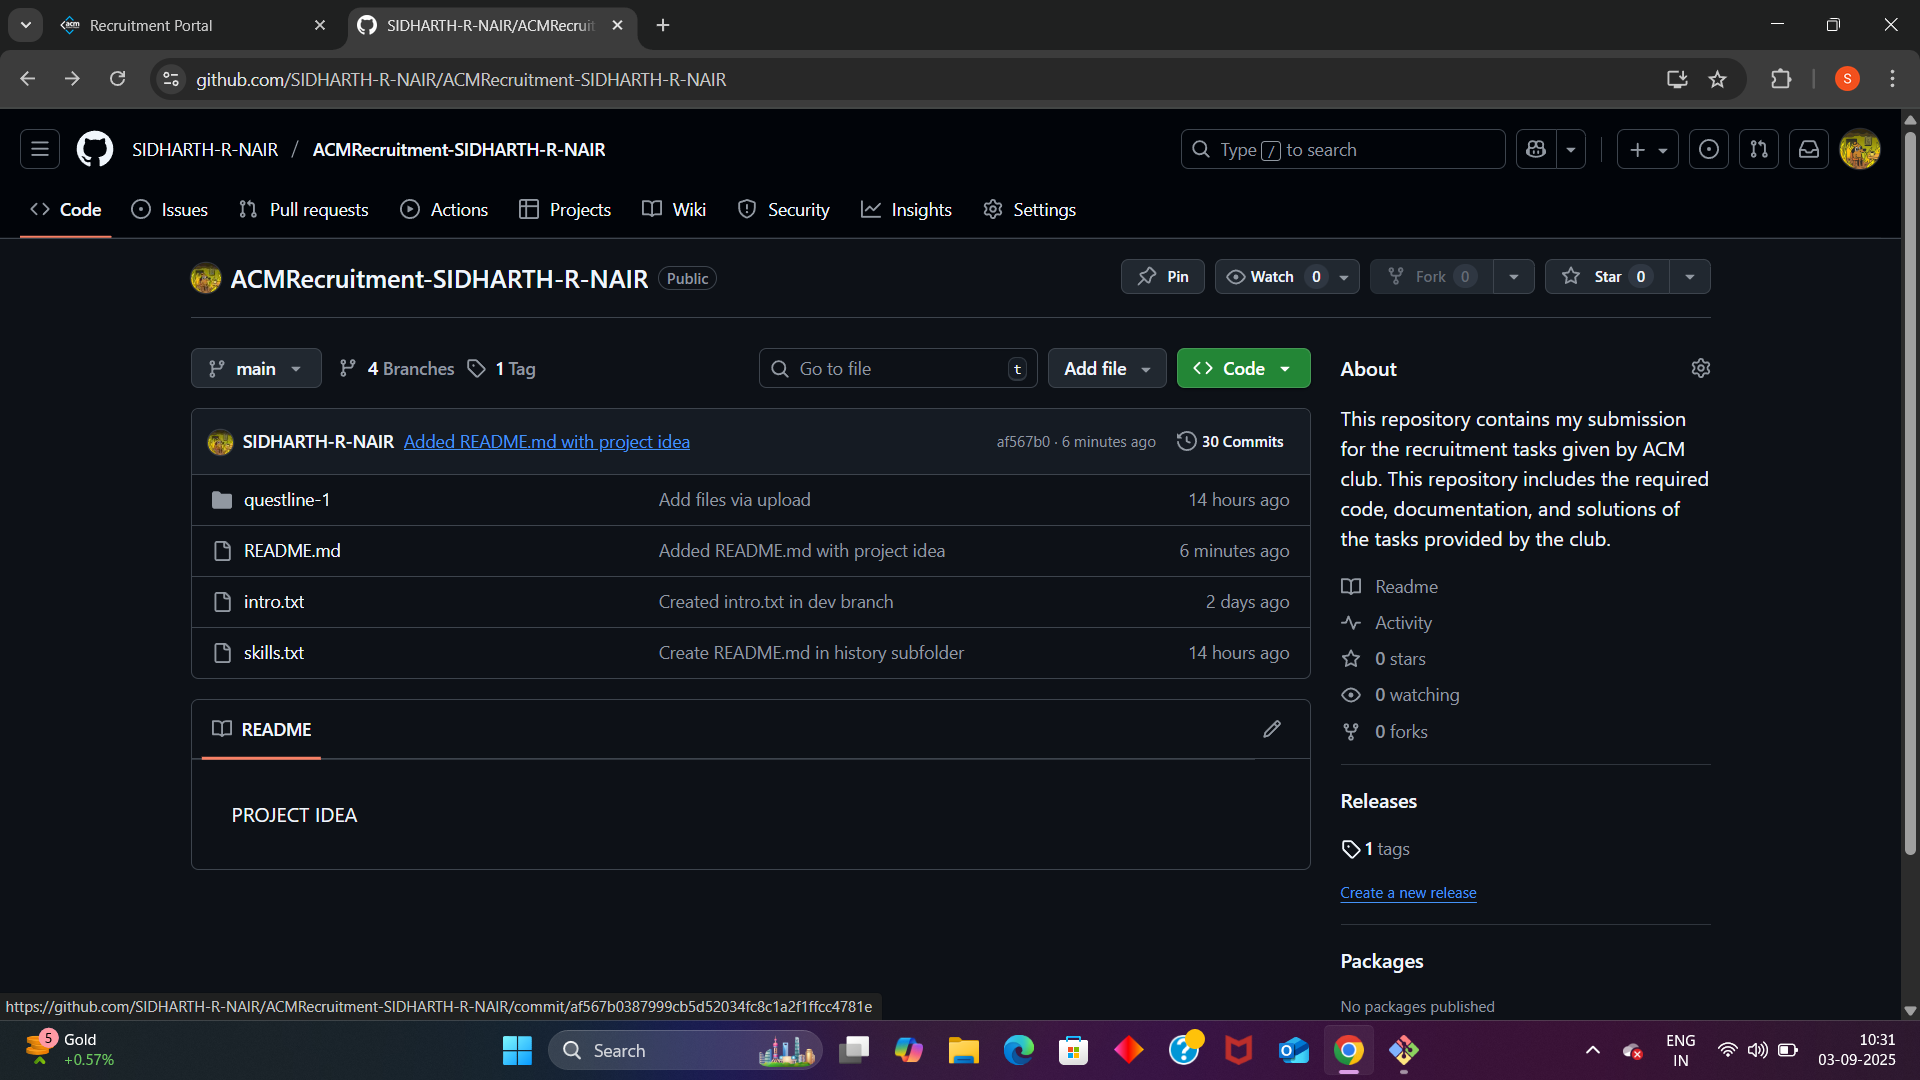 Recruitment Portal
SIDHARTH-R-NAIR/ACMRecruit
github.com/SIDHARTH-R-NAIR/ACMRecruitment-SIDHARTH-R-NAIR
S
SIDHARTH-R-NAIR / ACMRecruitment-SIDHARTH-R-NAIR
Type / to search
Code
Issues
Pull requests
Actions
Projects
Wiki
Security
Insights
Settings
ACMRecruitment-SIDHARTH-R-NAIR Public
Pin
Watch 0
Fork 0
Star 0
main
4 Branches
1 Tag
Go to file t
Add file
Code
SIDHARTH-R-NAIR Added README.md with project idea af567b0 · 6 minutes ago 30 Commits
questline-1 Add files via upload 14 hours ago
README.md Added README.md with project idea 6 minutes ago
intro.txt Created intro.txt in dev branch 2 days ago
skills.txt Create README.md in history subfolder 14 hours ago
README
PROJECT IDEA
About
This repository contains my submission
for the recruitment tasks given by ACM
club. This repository includes the required
code, documentation, and solutions of
the tasks provided by the club.
Readme
Activity
0 stars
0 watching
0 forks
Releases
1 tags
Create a new release
Packages
No packages published
https://github.com/SIDHARTH-R-NAIR/ACMRecruitment-SIDHARTH-R-NAIR/commit/af567b0387999cb5d52034fc8c1a2f1ffcc4781e
5
Gold
+0.57%
Search
ENG
IN
10:31
03-09-2025